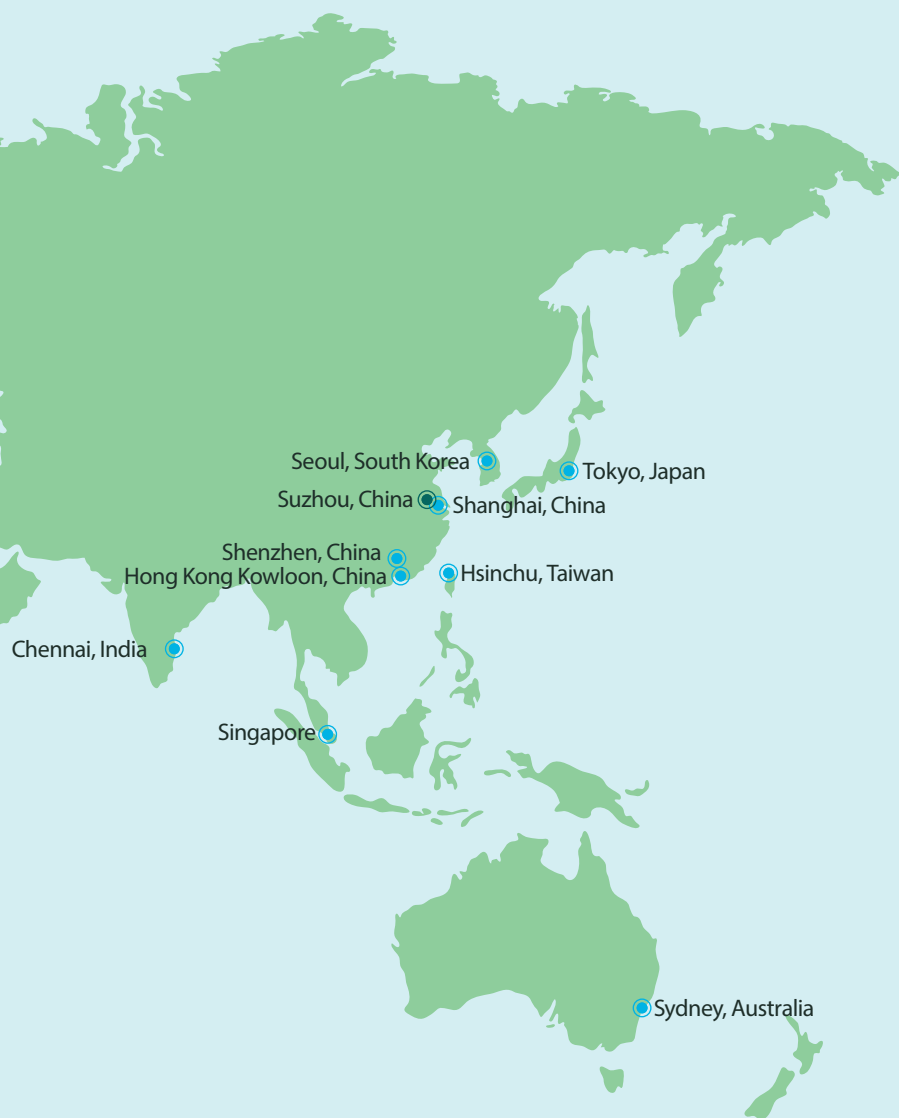 Seoul, South Korea
Tokyo, Japan
Suzhou, China
Shanghai, China
Shenzhen, China
Hong Kong Kowloon, China
Hsinchu, Taiwan
Chennai, India
Singapore
Sydney, Australia